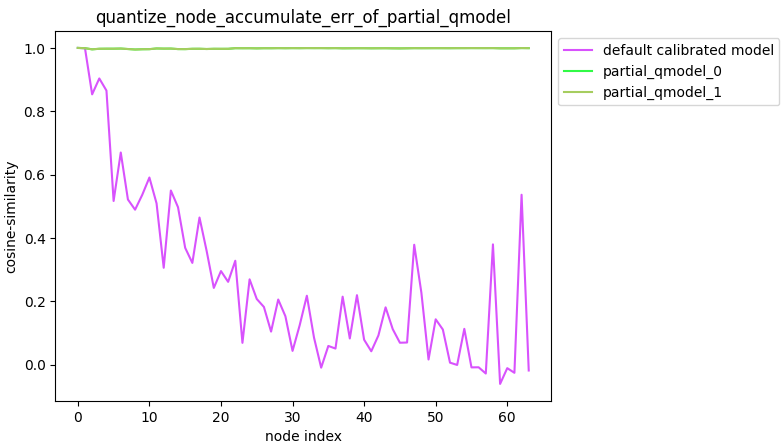 quantize_node_accumulate_err_of_partial_qmodel
default calibrated model
partial_qmodel_0
partial_qmodel_1
cosine-similarity
1.0
0.8
0.6
0.4
0.2
0.0
0 10 20 30 40 50 60
node index